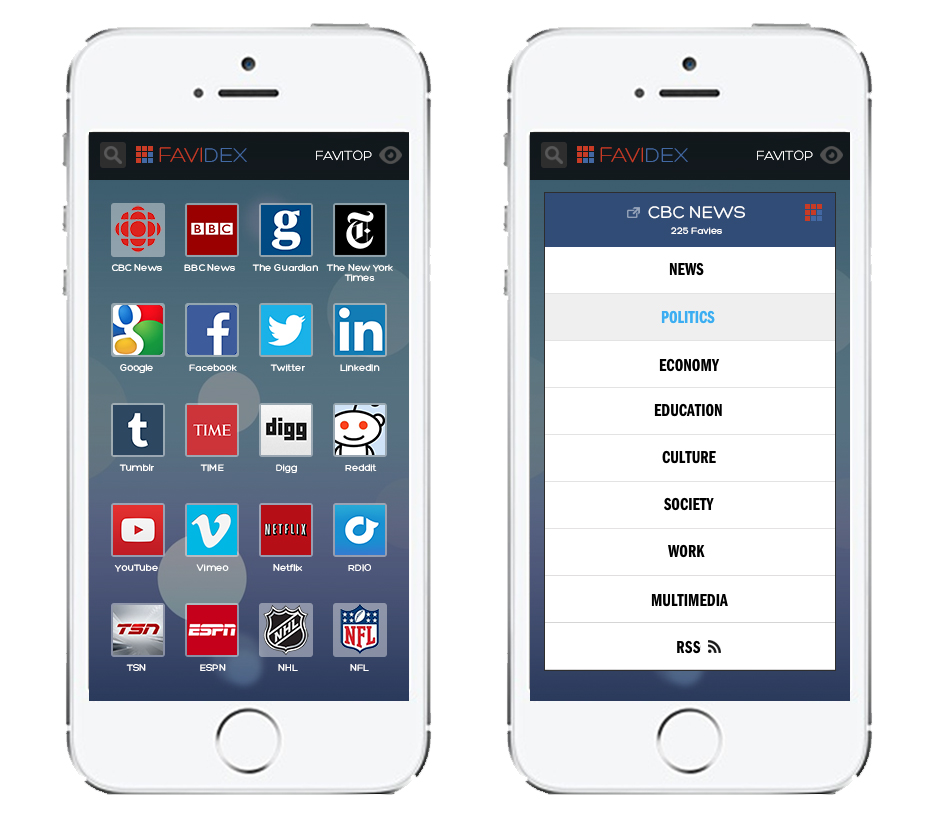 FAVIDEX FAVITOP
BBC g T
CBC News BBC News The Guardian The New York
Times
g f in
Google Facebook Twitter LinkedIn
t TIME digg
Tumblr TIME Digg Reddit
v NETFLIX
YouTube Vimeo Netflix RDIO
TSN ESPN NHL NFL
TSN ESPN NHL NFL
FAVIDEX FAVITOP
CBC NEWS
225 Favies
NEWS
POLITICS
ECONOMY
EDUCATION
CULTURE
SOCIETY
WORK
MULTIMEDIA
RSS